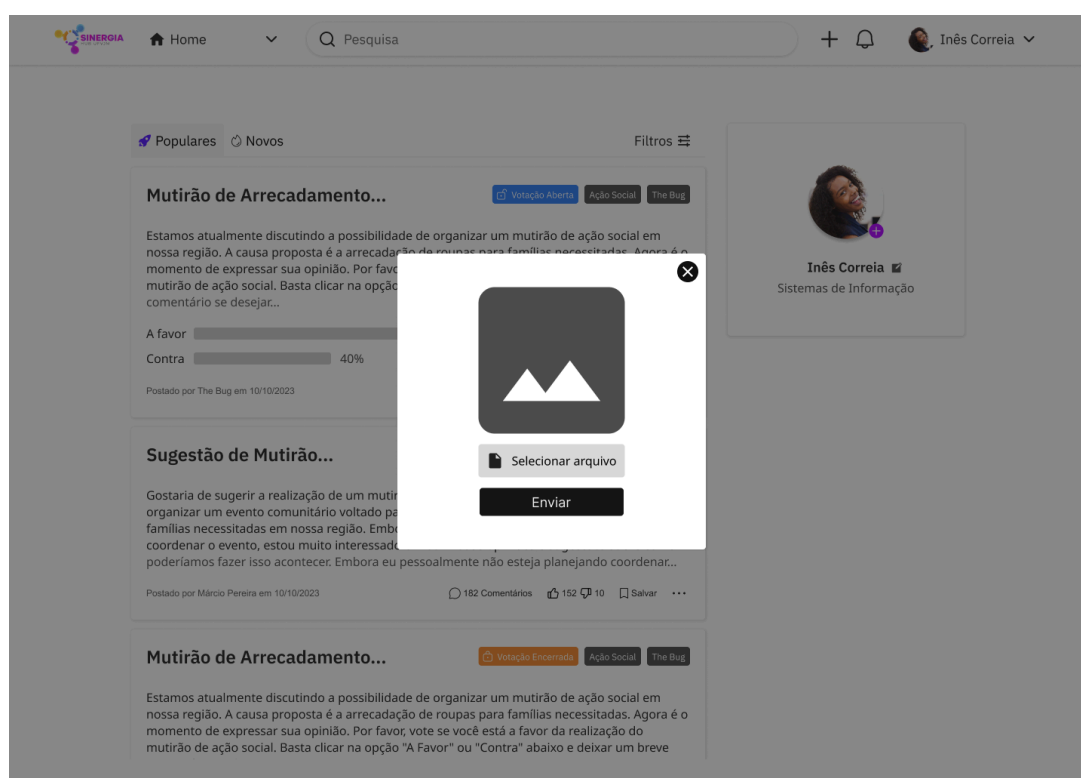 SINERGIA
Home
Pesquisa
Inês Correia
Populares
Novos
Filtros
Mutirão de Arrecadamento...
Votação Aberta
Ação Social
The Bug
Estamos atualmente discutindo a possibilidade de organizar um mutirão de ação social em
nossa região. A causa proposta é a arrecadação de roupas para famílias necessitadas. Agora é o
momento de expressar sua opinião. Por favo
mutirão de ação social. Basta clicar na opção
comentário se desejar...
A favor
Contra
40%
Postado por The Bug em 10/10/2023
Inês Correia
Sistemas de Informação
Selecionar arquivo
Enviar
Sugestão de Mutirão...
Gostaria de sugerir a realização de um mutir
organizar um evento comunitário voltado pa
famílias necessitadas em nossa região. Embo
coordenar o evento, estou muito interessado
poderíamos fazer isso acontecer. Embora eu pessoalmente não esteja planejando coordenar...
Postado por Márcio Pereira em 10/10/2023
182 Comentários
152
10
Salvar
Mutirão de Arrecadamento...
Votação Encerrada
Ação Social
The Bug
Estamos atualmente discutindo a possibilidade de organizar um mutirão de ação social em
nossa região. A causa proposta é a arrecadação de roupas para famílias necessitadas. Agora é o
momento de expressar sua opinião. Por favor, vote se você está a favor da realização do
mutirão de ação social. Basta clicar na opção "A Favor" ou "Contra" abaixo e deixar um breve